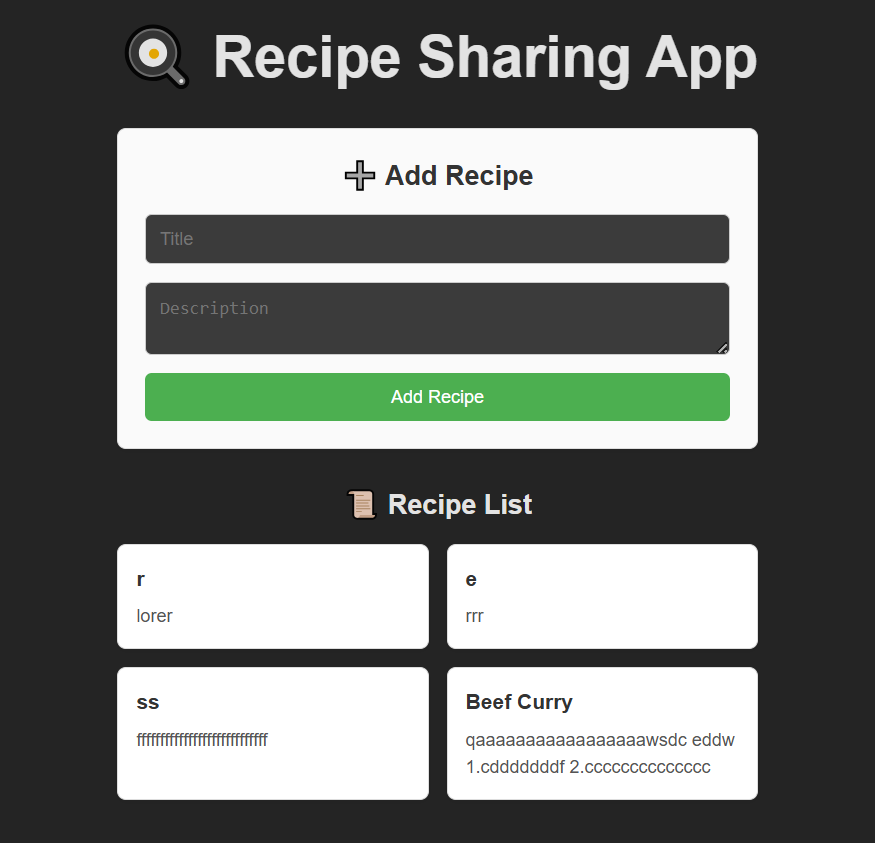 Recipe Sharing App
Add Recipe
Title
Description
Add Recipe
Recipe List
r
lorer
e
rrr
ss
ffffffffffffffffffffffffffff
Beef Curry
qaaaaaaaaaaaaaaaaawsdc eddw
1.cdddddddf 2.cccccccccccccc